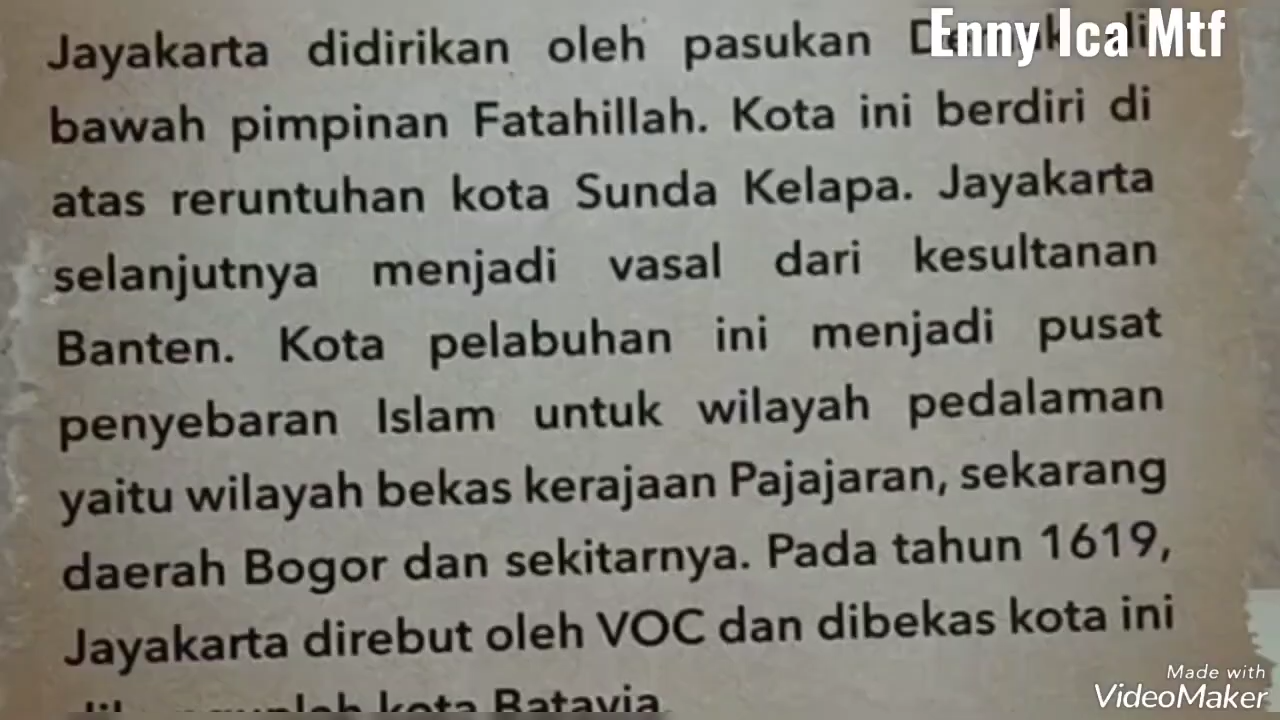 Enny Ica Mtf
Jayakarta didirikan oleh pasukan
bawah pimpinan Fatahillah. Kota ini berdiri di
atas reruntuhan kota Sunda Kelapa. Jayakarta
selanjutnya menjadi vasal dari kesultanan
Banten. Kota pelabuhan ini menjadi pusat
penyebaran Islam untuk wilayah pedalaman
yaitu wilayah bekas kerajaan Pajajaran, sekarang
daerah Bogor dan sekitarnya. Pada tahun 1619,
Jayakarta direbut oleh VOC dan dibekas kota ini
kota Batavia.
Made with
VideoMaker